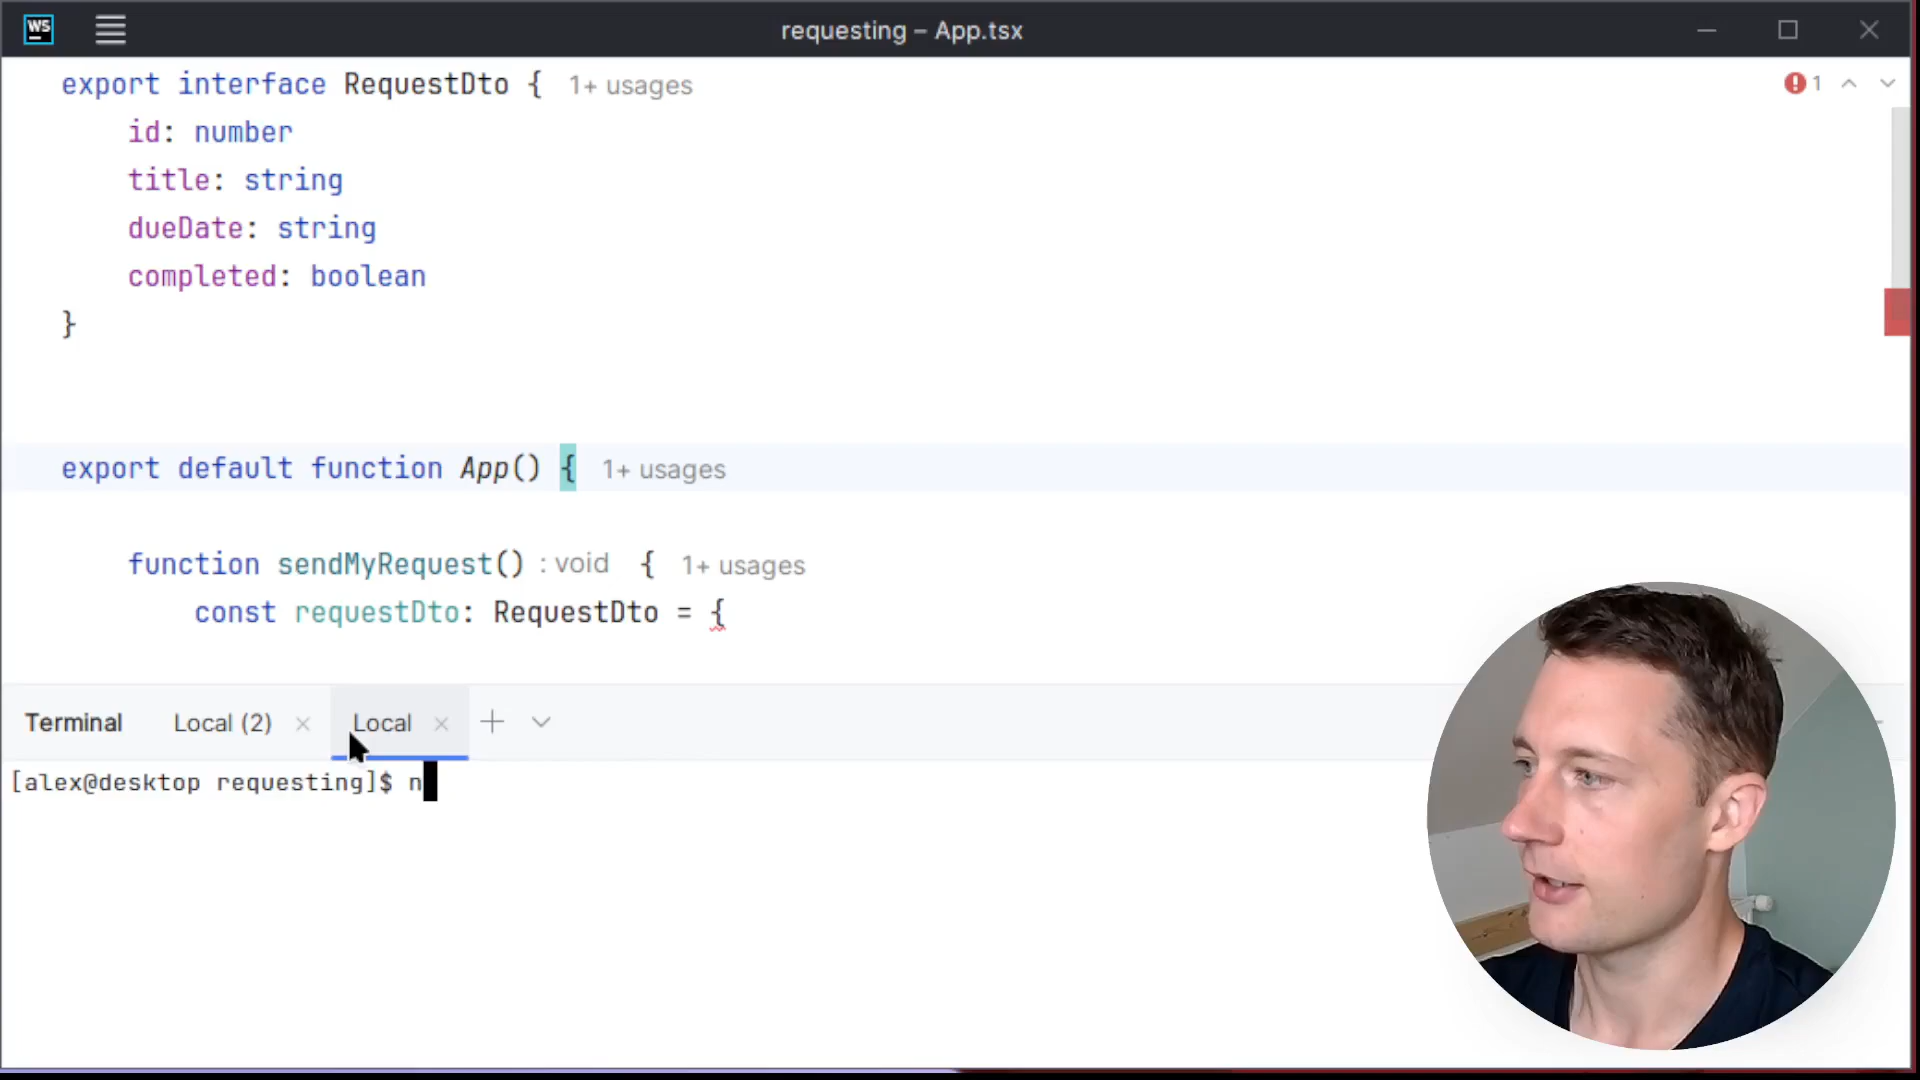 WS
requesting – App.tsx
export interface RequestDto { 1+ usages
1
id: number
title: string
dueDate: string
completed: boolean
}
export default function App() { 1+ usages
function sendMyRequest() : void { 1+ usages
const requestDto: RequestDto = {
Terminal Local (2) Local
[alex@desktop requesting]$ n